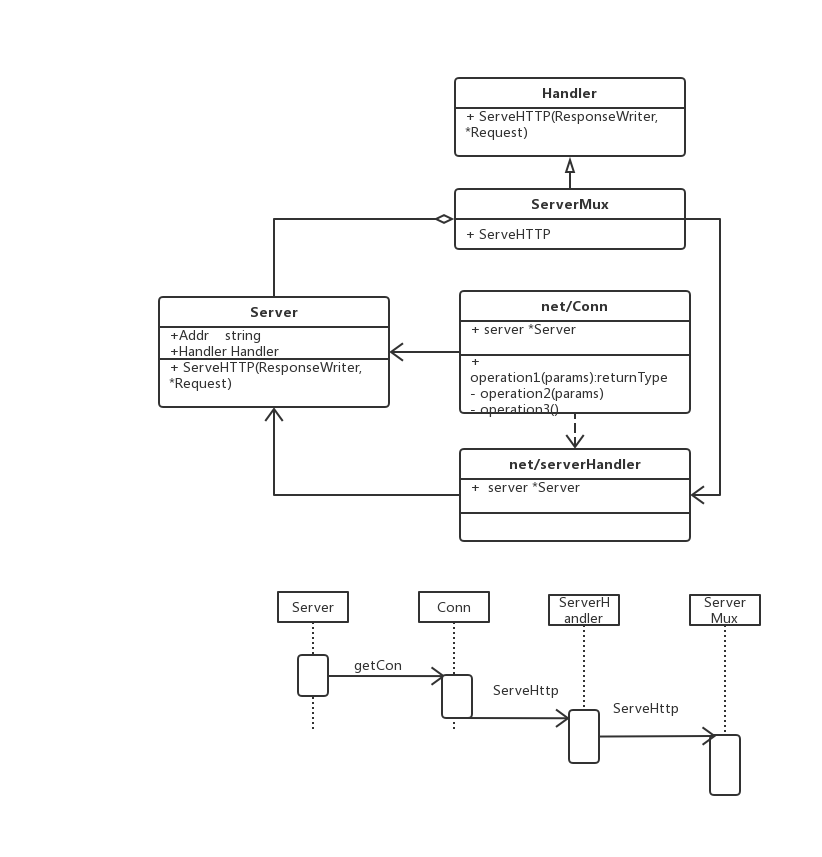 Handler
+ ServeHTTP(ResponseWriter,
*Request)
ServerMux
+ ServeHTTP
Server
+Addr    string
+Handler Handler
+ ServeHTTP(ResponseWriter,
*Request)
net/Conn
+ server *Server
+
operation1(params):returnType
- operation2(params)
- operation3()
net/serverHandler
+  server *Server
Server
Conn
ServerH
andler
Server
Mux
getCon
ServeHttp
ServeHttp